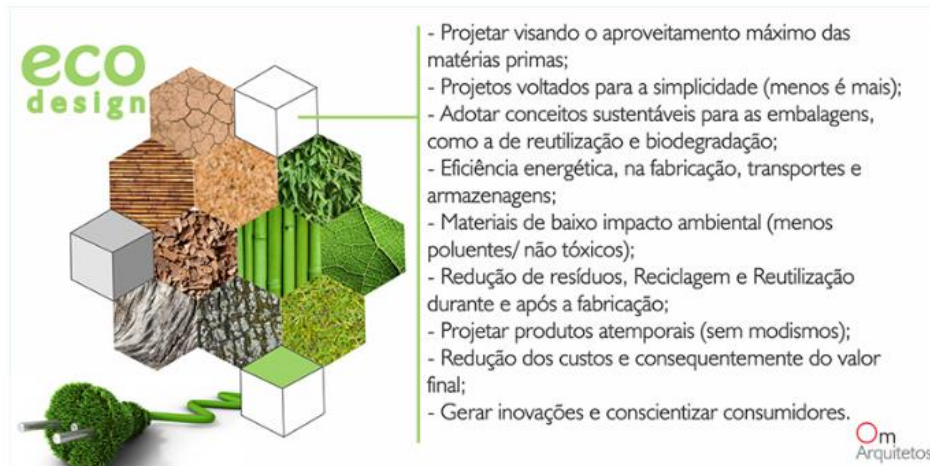 eco
design
- Projetar visando o aproveitamento máximo das
matérias primas;
- Projetos voltados para a simplicidade (menos é mais);
- Adotar conceitos sustentáveis para as embalagens,
como a de reutilização e biodegradação;
- Eficiência energética, na fabricação, transportes e
armazenagens;
- Materiais de baixo impacto ambiental (menos
poluentes/ não tóxicos);
- Redução de resíduos, Reciclagem e Reutilização
durante e após a fabricação;
- Projetar produtos atemporais (sem modismos);
- Redução dos custos e consequentemente do valor
final;
- Gerar inovações e conscientizar consumidores.
Om
Arquitetos